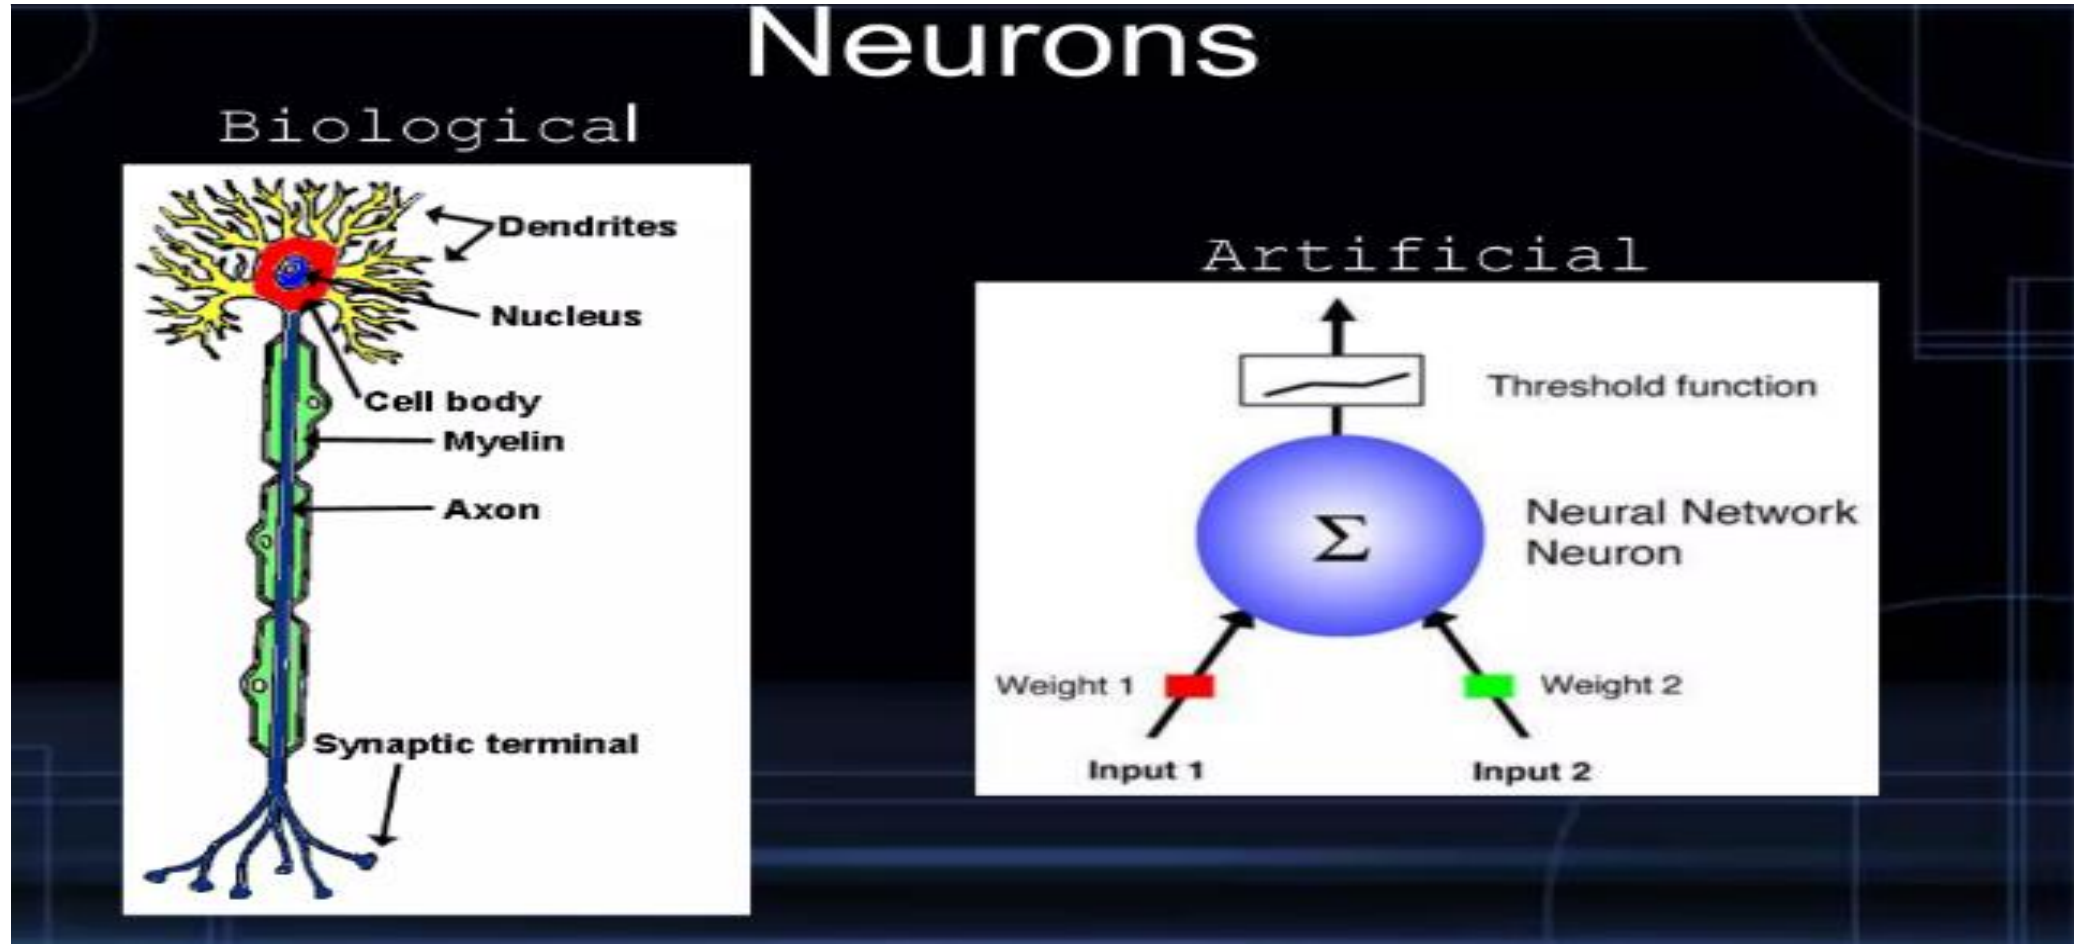 Neurons
Biological
Dendrites
Nucleus
Cell body
Myelin
Axon
Synaptic terminal
Artificial
Threshold function
Σ
Neural Network
Neuron
Weight 1
Weight 2
Input 1
Input 2